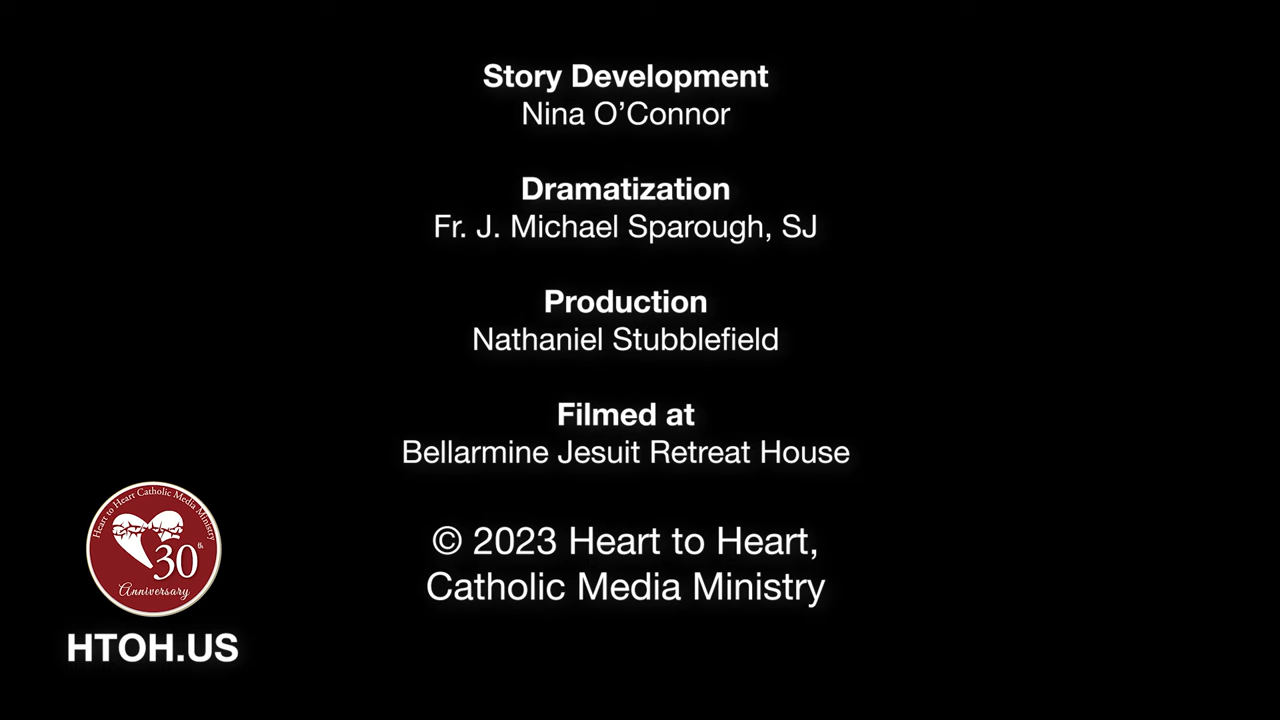 Story Development
Nina O’Connor
Dramatization
Fr. J. Michael Sparough, SJ
Production
Nathaniel Stubblefield
Filmed at
Bellarmine Jesuit Retreat House
© 2023 Heart to Heart,
Catholic Media Ministry
Heart to Heart Catholic Media Ministry
30th
Anniversary
HTOH.US